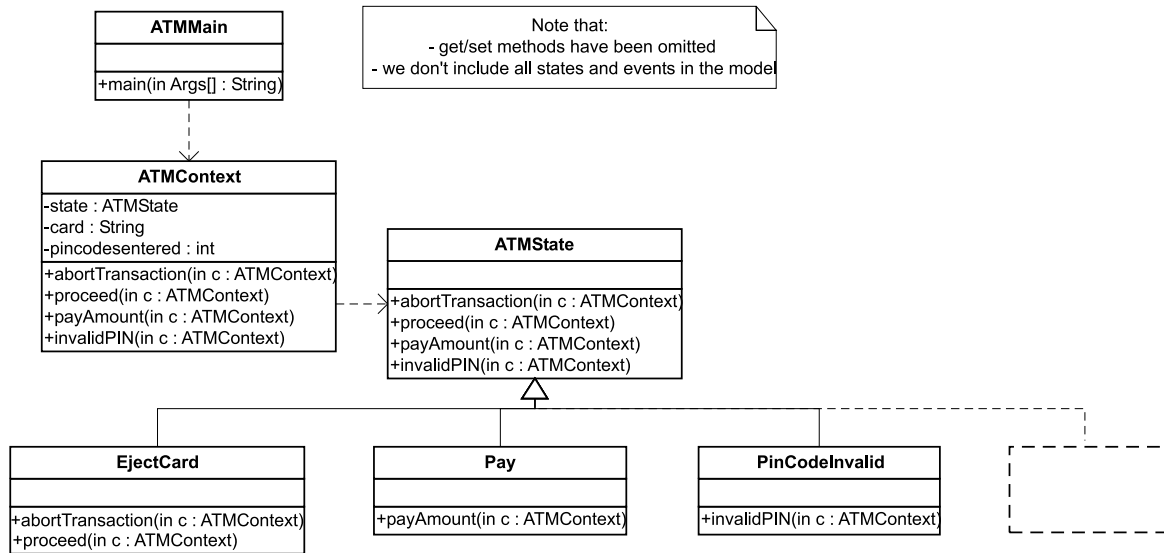 ATMMain
+main(in Args[] : String)
Note that:
- get/set methods have been omitted
- we don't include all states and events in the model
ATMContext
-state : ATMState
-card : String
-pincodesentered : int
+abortTransaction(in c : ATMContext)
+proceed(in c : ATMContext)
+payAmount(in c : ATMContext)
+invalidPIN(in c : ATMContext)
ATMState
+abortTransaction(in c : ATMContext)
+proceed(in c : ATMContext)
+payAmount(in c : ATMContext)
+invalidPIN(in c : ATMContext)
EjectCard
+abortTransaction(in c : ATMContext)
+proceed(in c : ATMContext)
Pay
+payAmount(in c : ATMContext)
PinCodeInvalid
+invalidPIN(in c : ATMContext)